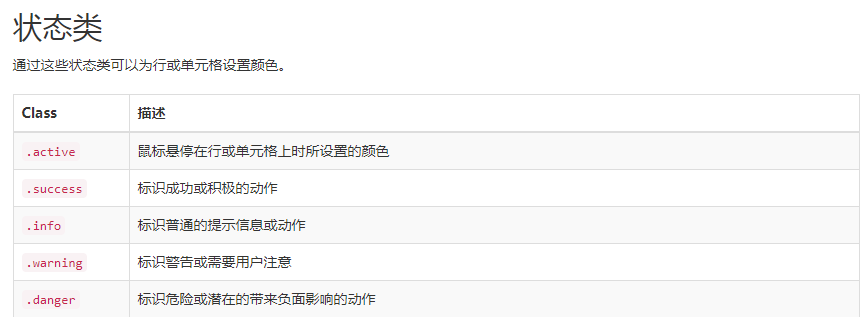 状态类
通过这些状态类可以为行或单元格设置颜色。
Class 描述
.active 鼠标悬停在行或单元格上时所设置的颜色
.success 标识成功或积极的动作
.info 标识普通的提示信息或动作
.warning 标识警告或需要用户注意
.danger 标识危险或潜在的带来负面影响的动作